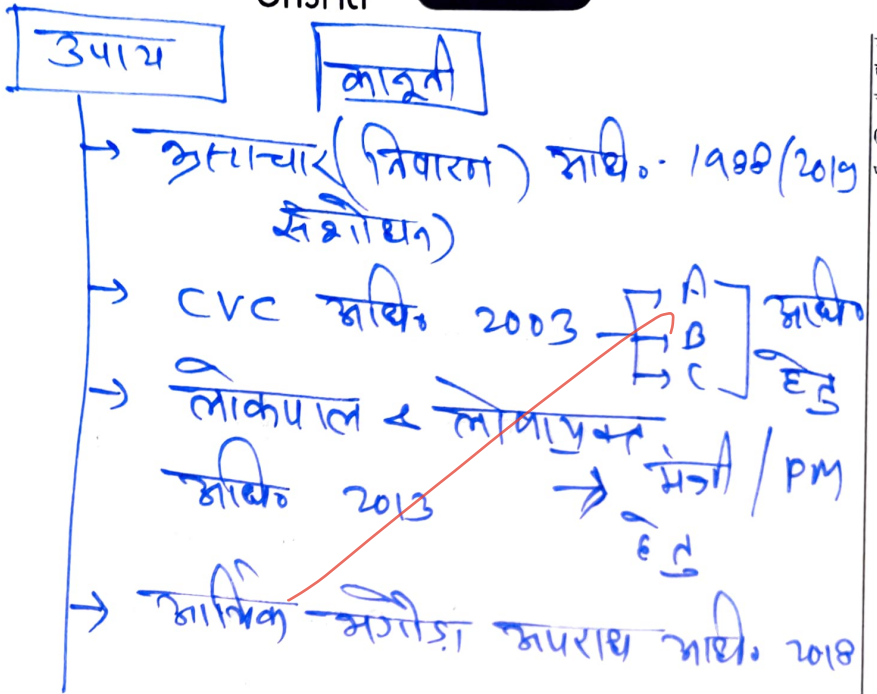 उपाय कानूनी
→ भ्रष्टाचार (निवारण) अधि०- 1988 (2019
संशोधन)
→ CVC अधि० 2003 → A अधि०
→ B
→ C हेतु
→ लोकपाल & लोकायुक्त
अधि० 2013 → मंत्री / PM
हेतु
→ आर्थिक भगौड़ा अपराध अधि० 2018